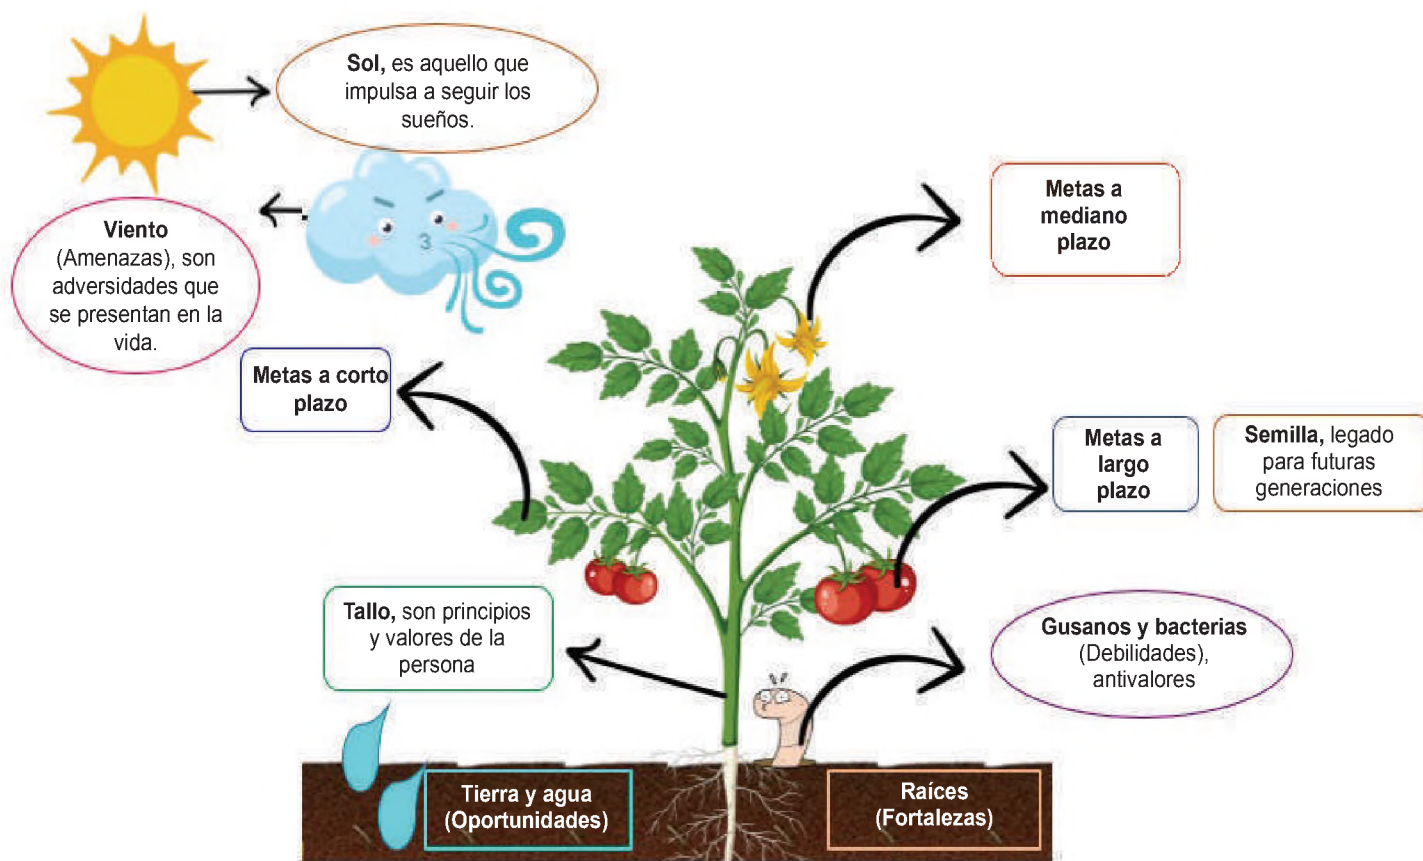 Sol, es aquello que
impulsa a seguir los
sueños.
Viento
(Amenazas), son
adversidades que
se presentan en la
vida.
Metas a
mediano
plazo
Metas a corto
plazo
Metas a
largo
plazo
Semilla, legado
para futuras
generaciones
Tallo, son principios
y valores de la
persona
Gusanos y bacterias
(Debilidades),
antivalores
Tierra y agua
(Oportunidades)
Raíces
(Fortalezas)